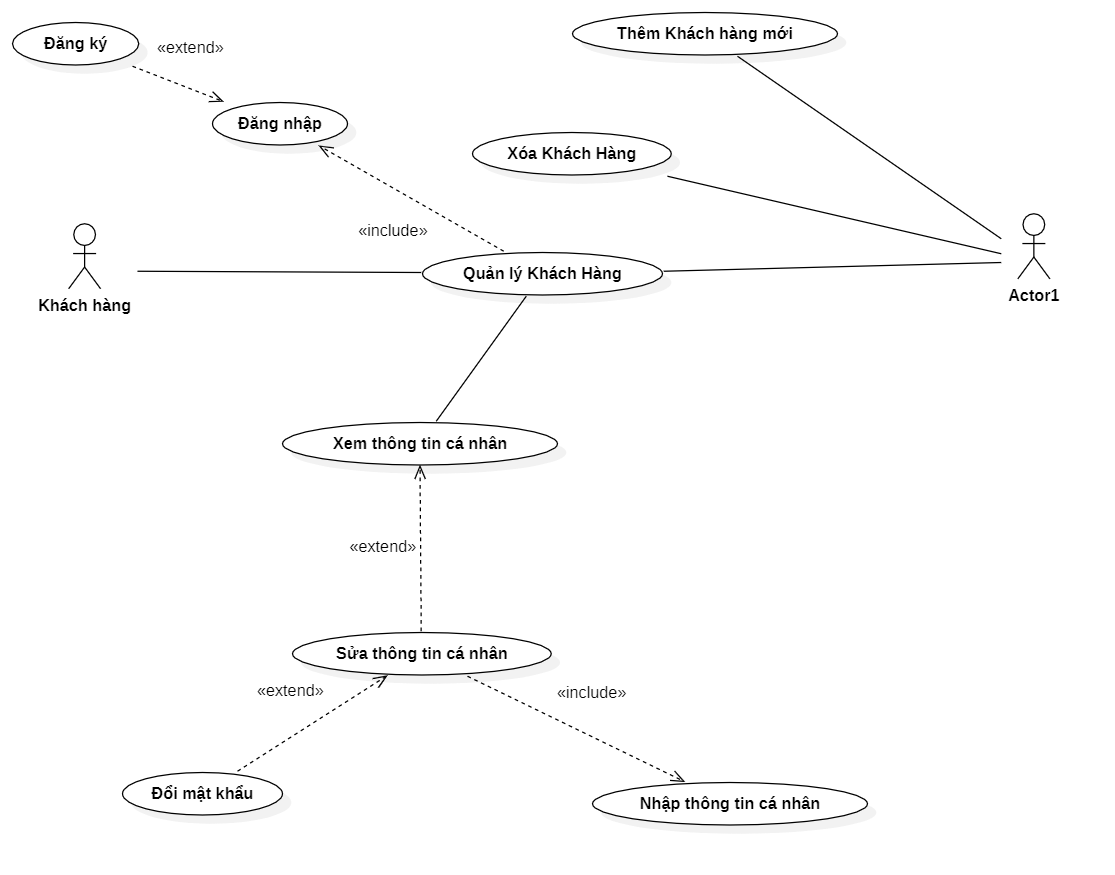 Thêm Khách hàng mới
Đăng ký
«extend»
Đăng nhập
Xóa Khách Hàng
«include»
Quản lý Khách Hàng
Khách hàng
Actor1
Xem thông tin cá nhân
«extend»
Sửa thông tin cá nhân
«extend»
«include»
Đổi mật khẩu
Nhập thông tin cá nhân